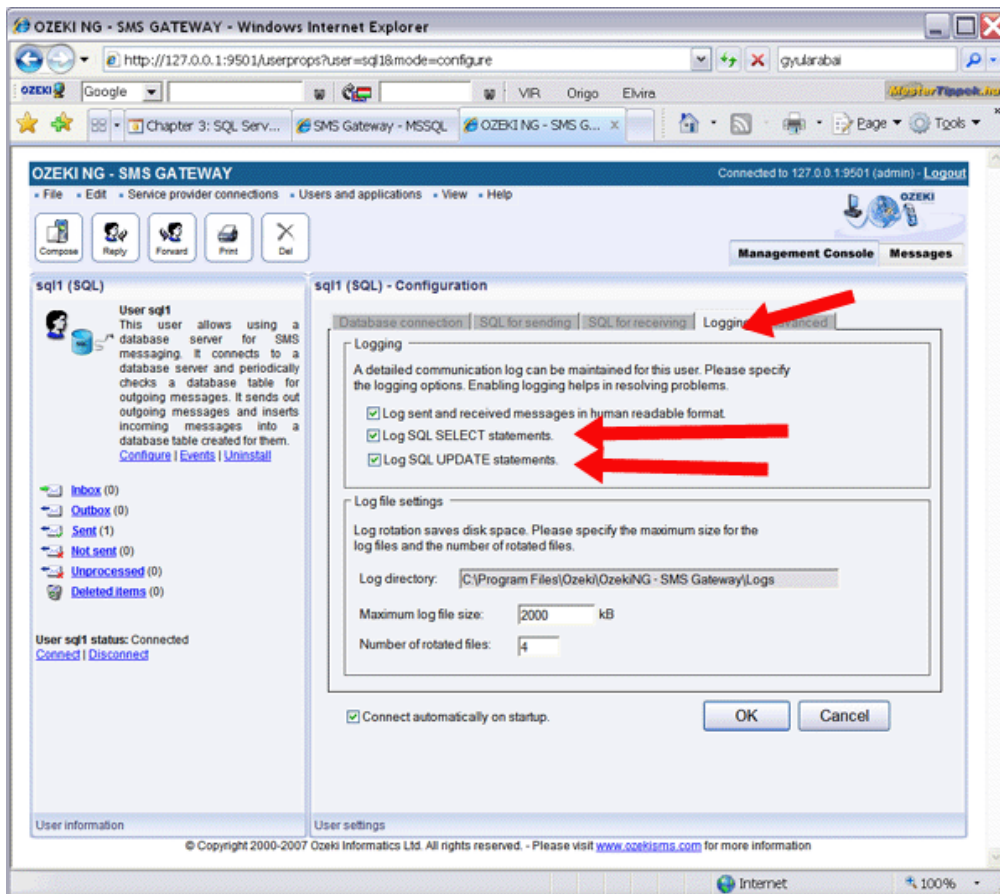 OZEKI NG - SMS GATEWAY - Windows Internet Explorer
http://127.0.0.1:9501/userprops?user=sql1&mode=configure
gyularabai
OZEKI
Google
VIR Origo Elvira
MysterTippek.hu
Chapter 3: SQL Serv...
SMS Gateway - MSSQL
OZEKI NG - SMS G...
Page
Tools
OZEKI NG - SMS GATEWAY
Connected to 127.0.0.1:9501 (admin) - Logout
File Edit Service provider connections Users and applications View Help
OZEKI
Compose Reply Forward Print Del
Management Console Messages
sql1 (SQL)
User sql1
This user allows using a
database server for SMS
messaging. It connects to a
database server and periodically
checks a database table for
outgoing messages. It sends out
outgoing messages and inserts
incoming messages into a
database table created for them.
Configure | Events | Uninstall
Inbox (0)
Outbox (0)
Sent (1)
Not sent (0)
Unprocessed (0)
Deleted items (0)
User sql1 status: Connected
Connect | Disconnect
User information
sql1 (SQL) - Configuration
Database connection SQL for sending SQL for receiving Logging Advanced
Logging
A detailed communication log can be maintained for this user. Please specify
the logging options. Enabling logging helps in resolving problems.
Log sent and received messages in human readable format.
Log SQL SELECT statements.
Log SQL UPDATE statements.
Log file settings
Log rotation saves disk space. Please specify the maximum size for the
log files and the number of rotated files.
Log directory: C:\Program Files\Ozeki\OzekiNG - SMS Gateway\Logs
Maximum log file size: 2000 kB
Number of rotated files: 4
Connect automatically on startup.
OK Cancel
User settings
© Copyright 2000-2007 Ozeki Informatics Ltd. All rights reserved. - Please visit www.ozekisms.com for more information
Internet 100%